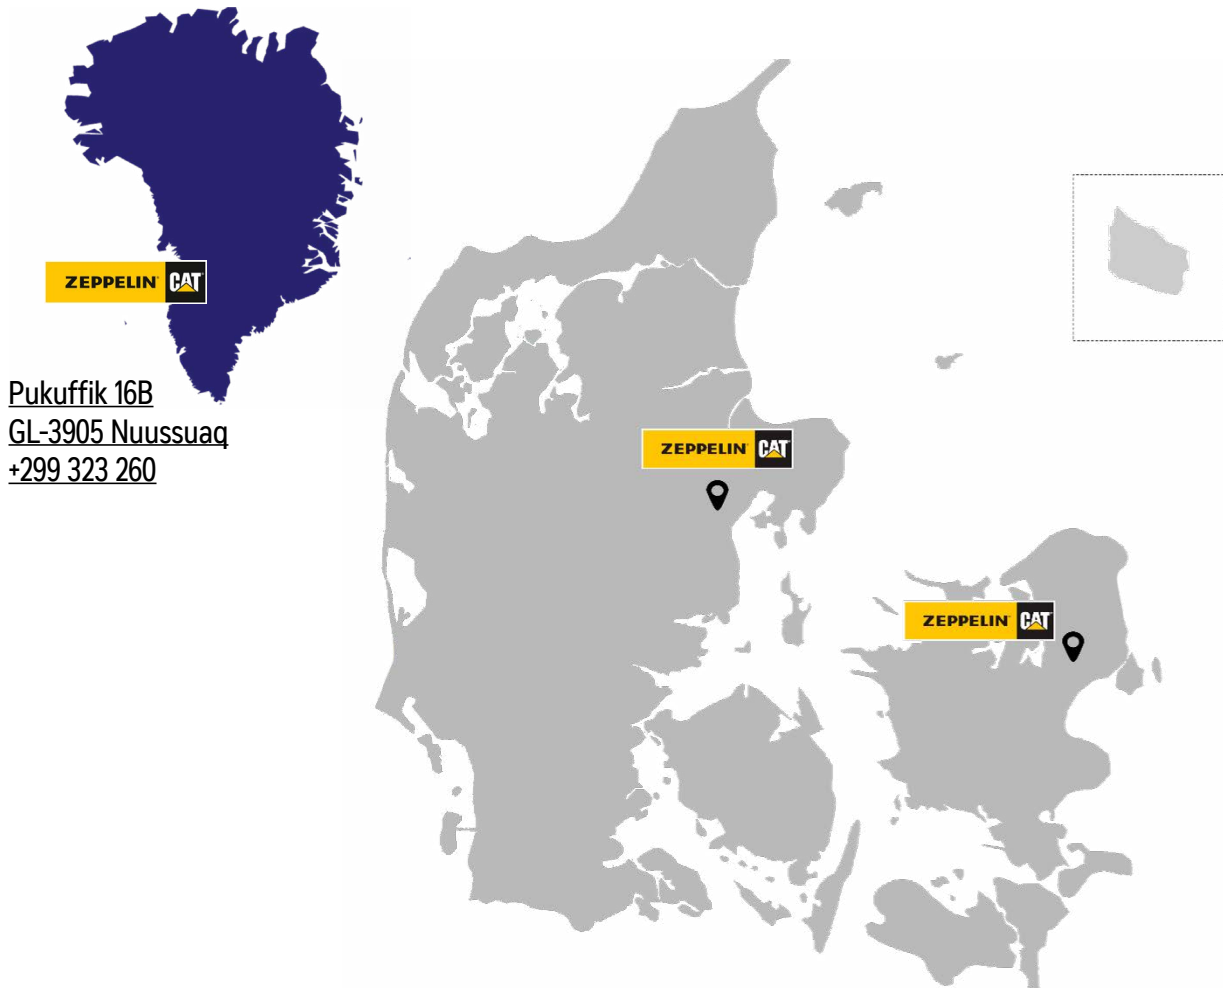 ZEPPELIN CAT
Pukuffik 16B
GL-3905 Nuussuaq
+299 323 260
ZEPPELIN CAT
ZEPPELIN CAT